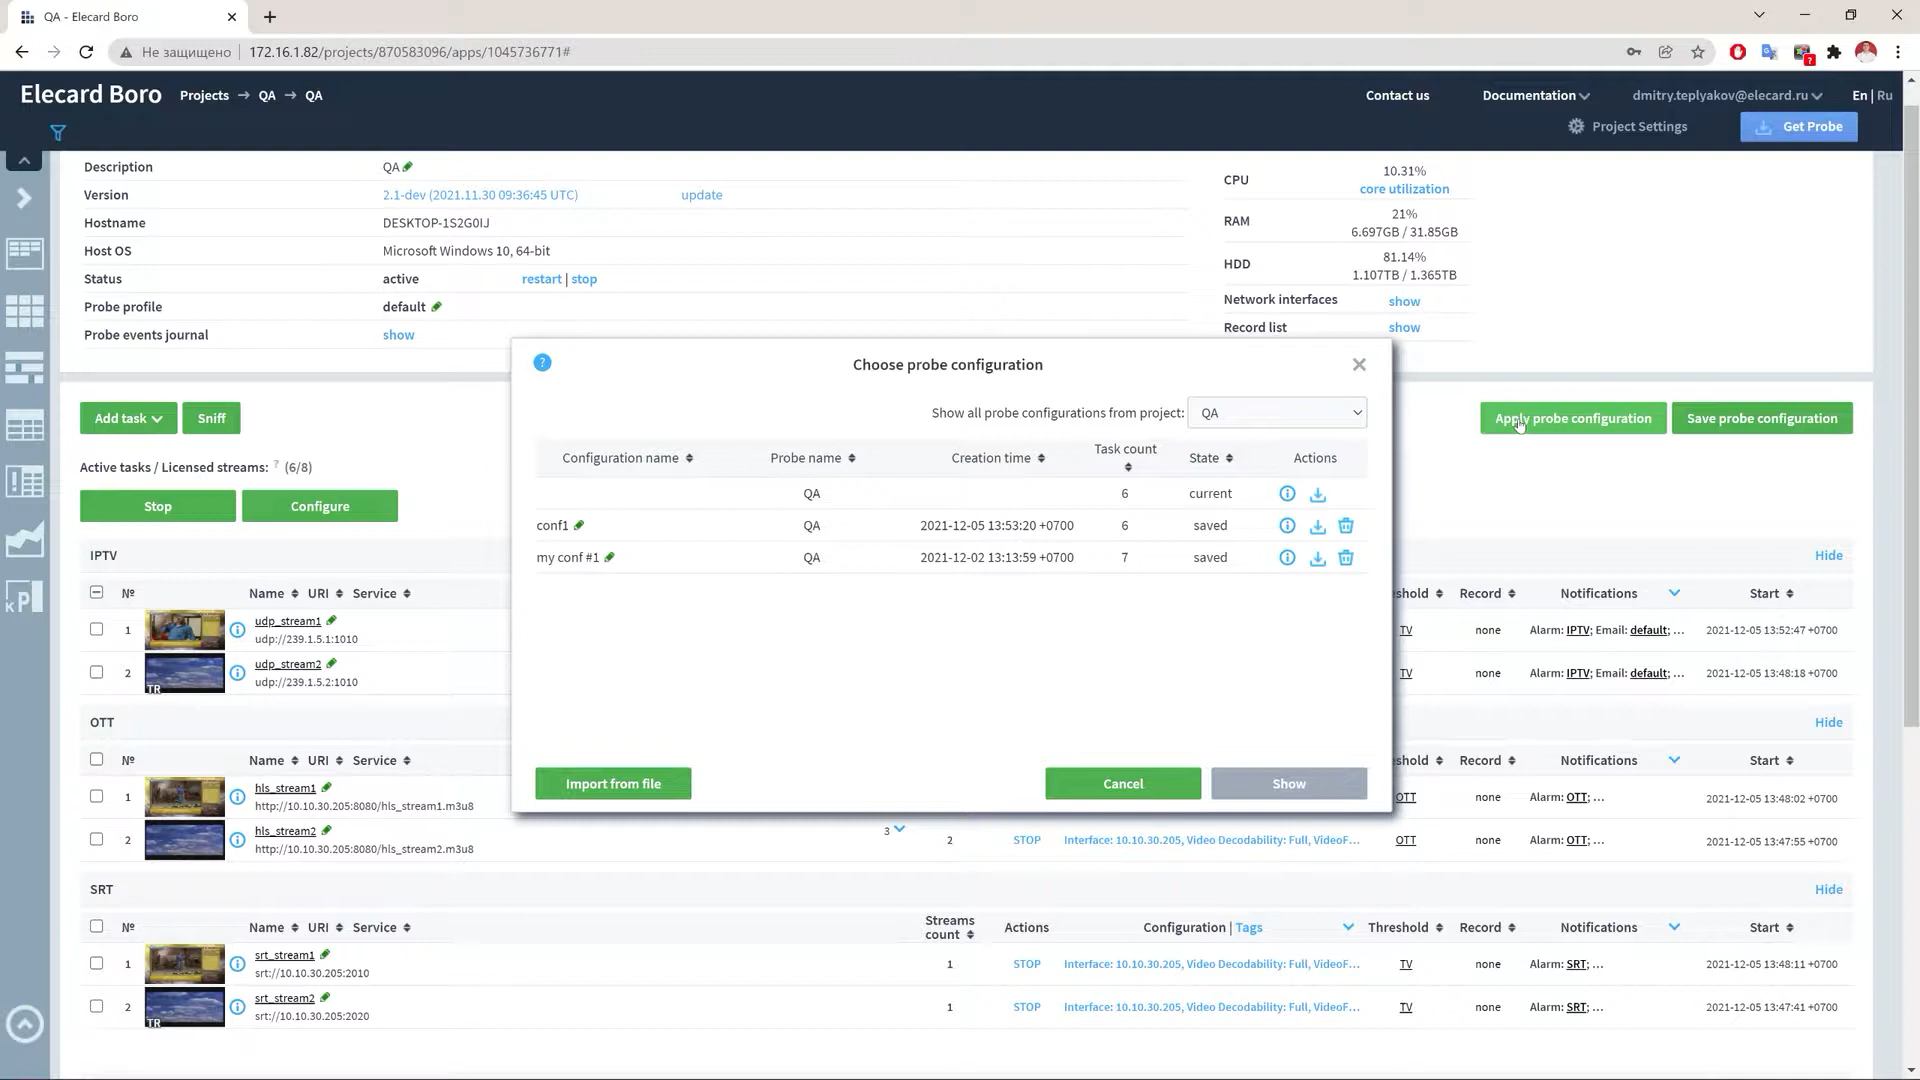 QA - Elecard Boro
Не защищено 172.16.1.82/projects/870583096/apps/1045736771#
Elecard Boro Projects → QA → QA Contact us Documentation dmitry.teplyakov@elecard.ru En | Ru
Project Settings Get Probe
Description QA
Version 2.1-dev (2021.11.30 09:36:45 UTC) update
Hostname DESKTOP-1S2G0IJ
Host OS Microsoft Windows 10, 64-bit
Status active restart | stop
Probe profile default
Probe events journal show
CPU 10.31%
core utilization
RAM 21%
6.697GB / 31.85GB
HDD 81.14%
1.107TB / 1.365TB
Network interfaces show
Record list show
? Choose probe configuration
Show all probe configurations from project: QA
Configuration name Probe name Creation time Task count State Actions
QA 6 current
conf1 QA 2021-12-05 13:53:20 +0700 6 saved
my conf #1 QA 2021-12-02 13:13:59 +0700 7 saved
Import from file Cancel Show
Add task Sniff Apply probe configuration Save probe configuration
Active tasks / Licensed streams: ? (6/8)
Stop Configure
IPTV Hide
№ Name URI Service shold Record Notifications Start
1 udp_stream1 TV none Alarm: IPTV; Email: default; ... 2021-12-05 13:52:47 +0700
udp://239.1.5.1:1010
2 TR udp_stream2 TV none Alarm: IPTV; Email: default; ... 2021-12-05 13:48:18 +0700
udp://239.1.5.2:1010
OTT Hide
№ Name URI Service shold Record Notifications Start
1 hls_stream1 OTT none Alarm: OTT; ... 2021-12-05 13:48:02 +0700
http://10.10.30.205:8080/hls_stream1.m3u8
2 hls_stream2 3 2 STOP Interface: 10.10.30.205, Video Decodability: Full, VideoF... OTT none Alarm: OTT; ... 2021-12-05 13:47:55 +0700
http://10.10.30.205:8080/hls_stream2.m3u8
SRT Hide
№ Name URI Service Streams count Actions Configuration | Tags Threshold Record Notifications Start
1 srt_stream1 1 STOP Interface: 10.10.30.205, Video Decodability: Full, VideoF... TV none Alarm: SRT; ... 2021-12-05 13:48:11 +0700
srt://10.10.30.205:2010
2 TR srt_stream2 1 STOP Interface: 10.10.30.205, Video Decodability: Full, VideoF... TV none Alarm: SRT; ... 2021-12-05 13:47:41 +0700
srt://10.10.30.205:2020